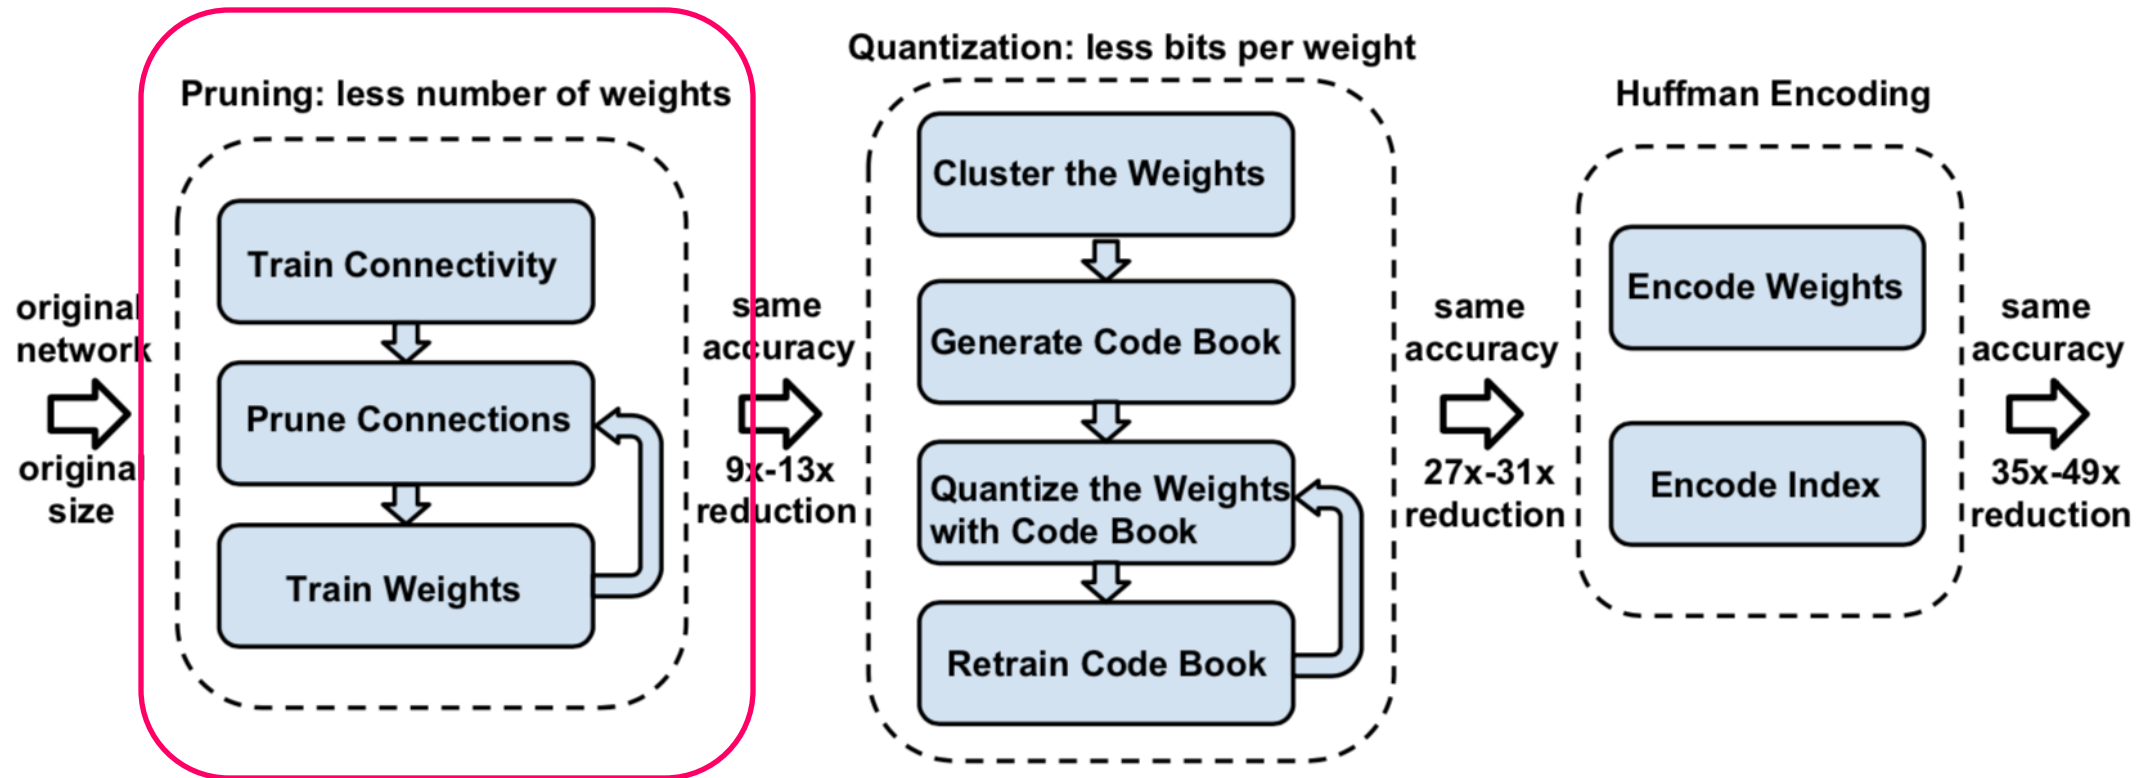 original
network
original
size
Pruning: less number of weights
Train Connectivity
Prune Connections
Train Weights
same
accuracy
9x-13x
reduction
Quantization: less bits per weight
Cluster the Weights
Generate Code Book
Quantize the Weights
with Code Book
Retrain Code Book
same
accuracy
27x-31x
reduction
Huffman Encoding
Encode Weights
Encode Index
same
accuracy
35x-49x
reduction